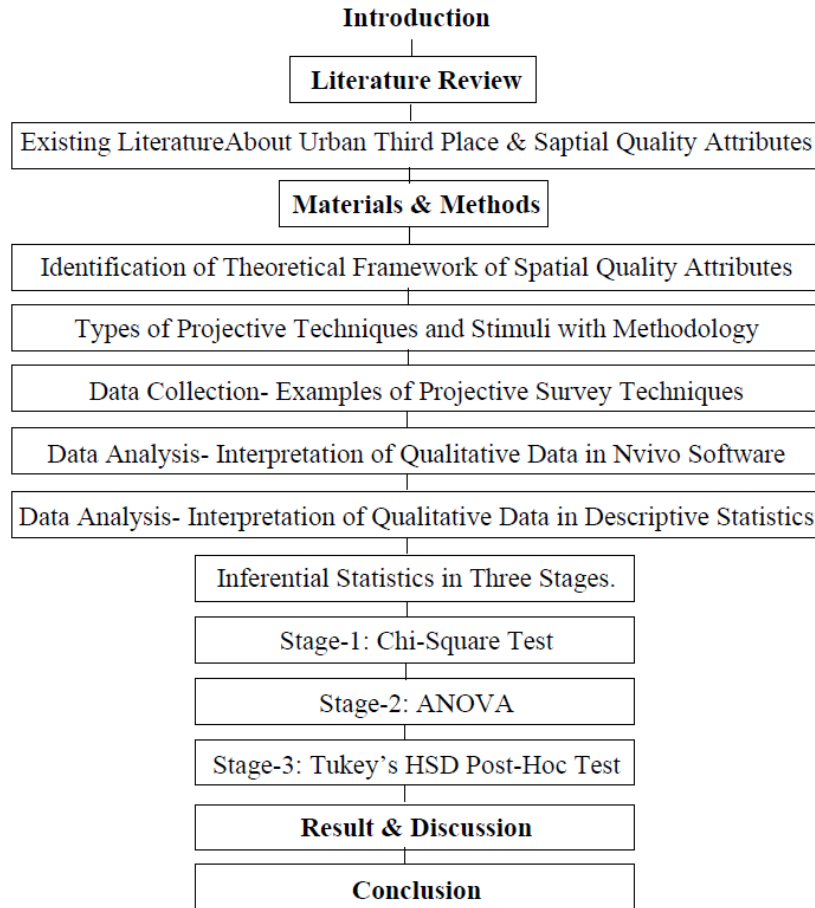 Introduction
Literature Review
Existing LiteratureAbout Urban Third Place & Saptial Quality Attributes
Materials & Methods
Identification of Theoretical Framework of Spatial Quality Attributes
Types of Projective Techniques and Stimuli with Methodology
Data Collection- Examples of Projective Survey Techniques
Data Analysis- Interpretation of Qualitative Data in Nvivo Software
Data Analysis- Interpretation of Qualitative Data in Descriptive Statistics
Inferential Statistics in Three Stages.
Stage-1: Chi-Square Test
Stage-2: ANOVA
Stage-3: Tukey’s HSD Post-Hoc Test
Result & Discussion
Conclusion